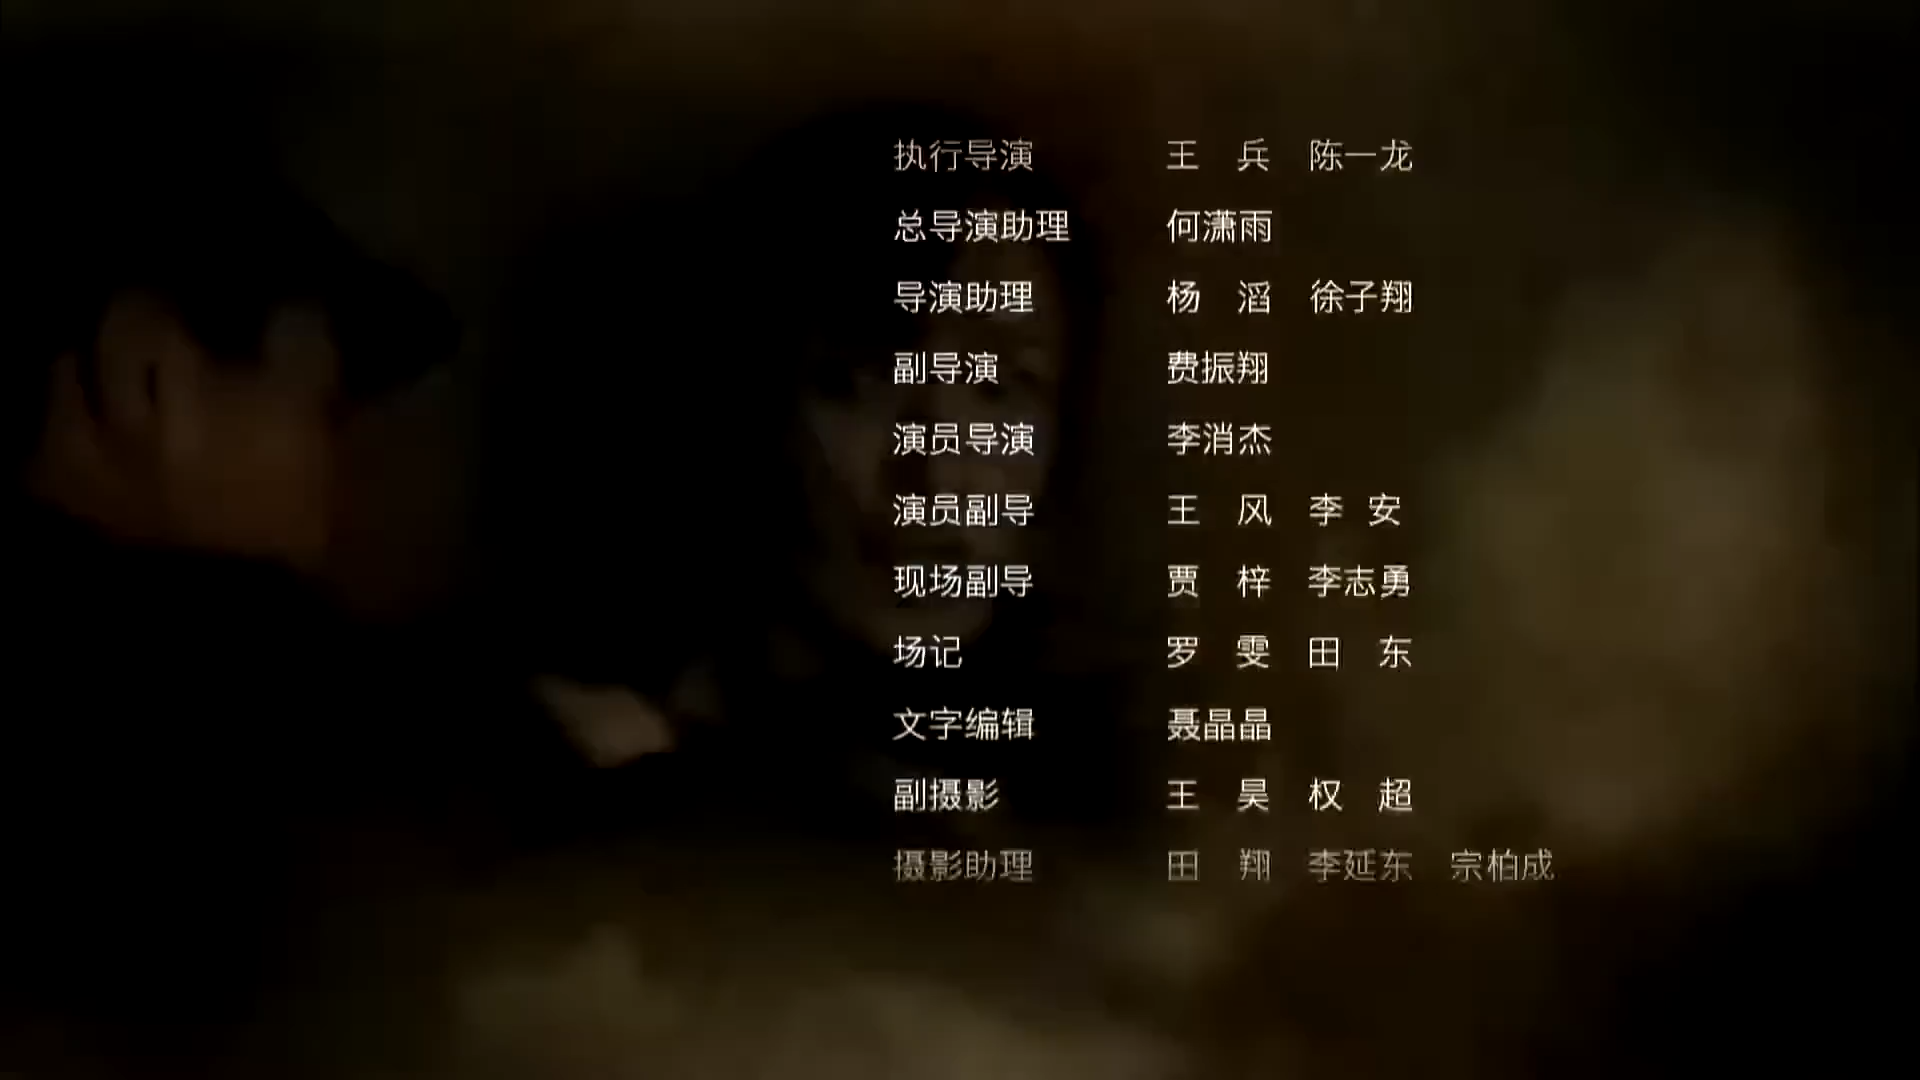 执行导演 王 兵 陈一龙
总导演助理 何潇雨
导演助理 杨 滔 徐子翔
副导演 费振翔
演员导演 李消杰
演员副导 王 风 李 安
现场副导 贾 梓 李志勇
场记 罗 雯 田 东
文字编辑 聂晶晶
副摄影 王 昊 权 超
摄影助理 田 翔 李延东 宗柏成